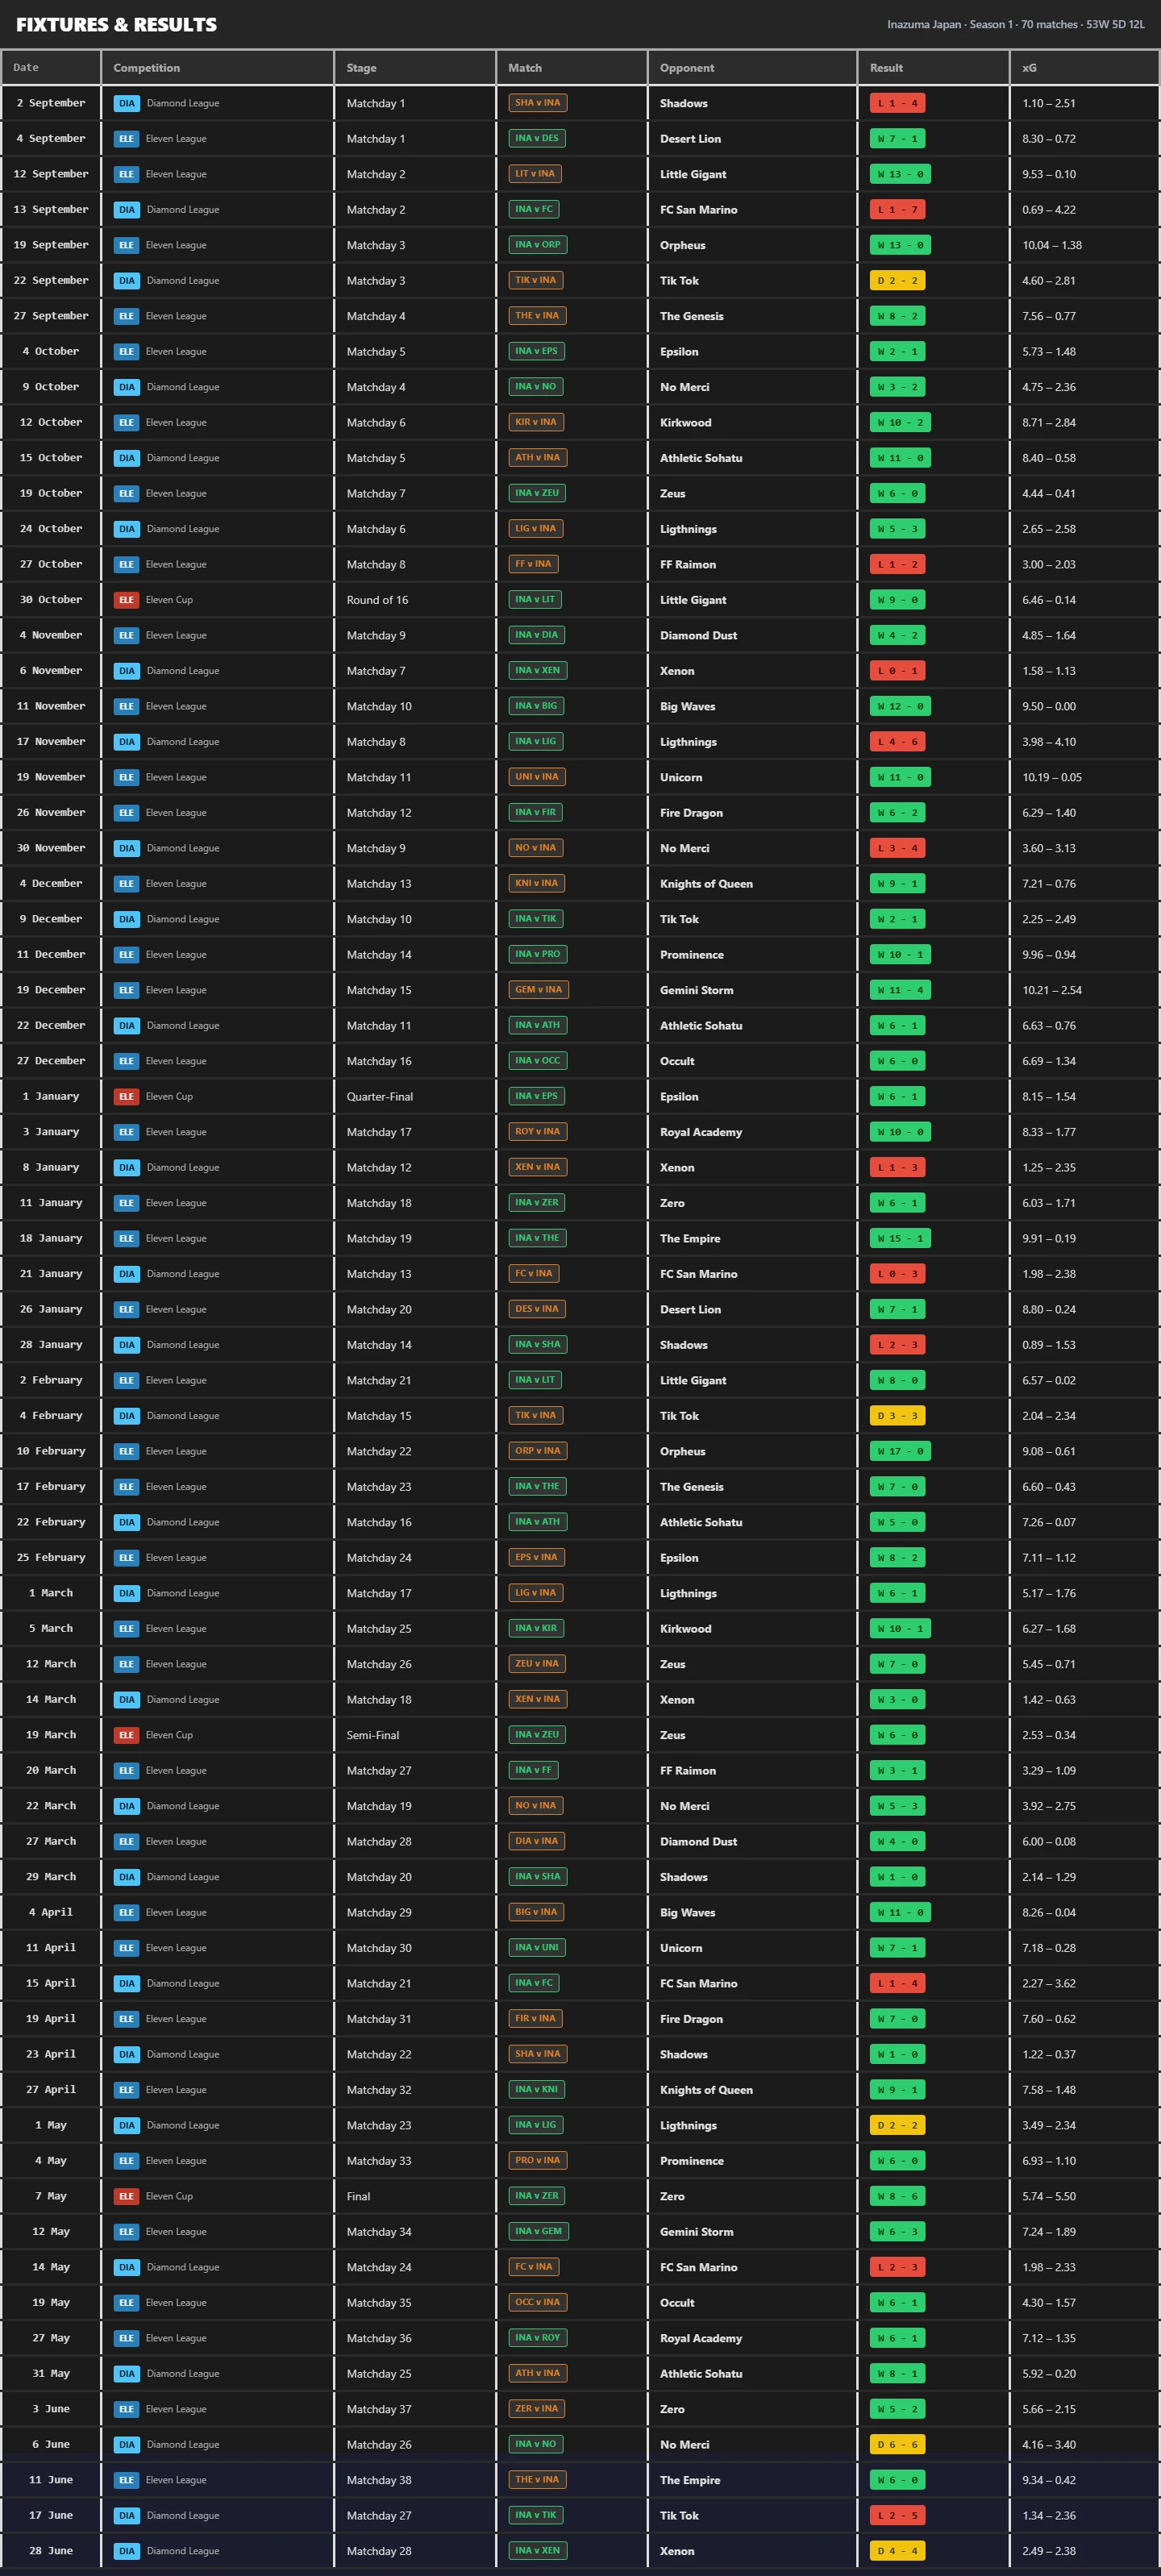 FIXTURES & RESULTS Inazuma Japan · Season 1 · 70 matches · 53W 5D 12L
Date Competition Stage Match Opponent Result xG
2 September DIA Diamond League Matchday 1 SHA v INA Shadows L 1 - 4 1.10 – 2.51
4 September ELE Eleven League Matchday 1 INA v DES Desert Lion W 7 - 1 8.30 – 0.72
12 September ELE Eleven League Matchday 2 LIT v INA Little Gigant W 13 - 0 9.53 – 0.10
13 September DIA Diamond League Matchday 2 INA v FC FC San Marino L 1 - 7 0.69 – 4.22
19 September ELE Eleven League Matchday 3 INA v ORP Orpheus W 13 - 0 10.04 – 1.38
22 September DIA Diamond League Matchday 3 TIK v INA Tik Tok D 2 - 2 4.60 – 2.81
27 September ELE Eleven League Matchday 4 THE v INA The Genesis W 8 - 2 7.56 – 0.77
4 October ELE Eleven League Matchday 5 INA v EPS Epsilon W 2 - 1 5.73 – 1.48
9 October DIA Diamond League Matchday 4 INA v NO No Merci W 3 - 2 4.75 – 2.36
12 October ELE Eleven League Matchday 6 KIR v INA Kirkwood W 10 - 2 8.71 – 2.84
15 October DIA Diamond League Matchday 5 ATH v INA Athletic Sohatu W 11 - 0 8.40 – 0.58
19 October ELE Eleven League Matchday 7 INA v ZEU Zeus W 6 - 0 4.44 – 0.41
24 October DIA Diamond League Matchday 6 LIG v INA Ligthnings W 5 - 3 2.65 – 2.58
27 October ELE Eleven League Matchday 8 FF v INA FF Raimon L 1 - 2 3.00 – 2.03
30 October ELE Eleven Cup Round of 16 INA v LIT Little Gigant W 9 - 0 6.46 – 0.14
4 November ELE Eleven League Matchday 9 INA v DIA Diamond Dust W 4 - 2 4.85 – 1.64
6 November DIA Diamond League Matchday 7 INA v XEN Xenon L 0 - 1 1.58 – 1.13
11 November ELE Eleven League Matchday 10 INA v BIG Big Waves W 12 - 0 9.50 – 0.00
17 November DIA Diamond League Matchday 8 INA v LIG Ligthnings L 4 - 6 3.98 – 4.10
19 November ELE Eleven League Matchday 11 UNI v INA Unicorn W 11 - 0 10.19 – 0.05
26 November ELE Eleven League Matchday 12 INA v FIR Fire Dragon W 6 - 2 6.29 – 1.40
30 November DIA Diamond League Matchday 9 NO v INA No Merci L 3 - 4 3.60 – 3.13
4 December ELE Eleven League Matchday 13 KNI v INA Knights of Queen W 9 - 1 7.21 – 0.76
9 December DIA Diamond League Matchday 10 INA v TIK Tik Tok W 2 - 1 2.25 – 2.49
11 December ELE Eleven League Matchday 14 INA v PRO Prominence W 10 - 1 9.96 – 0.94
19 December ELE Eleven League Matchday 15 GEM v INA Gemini Storm W 11 - 4 10.21 – 2.54
22 December DIA Diamond League Matchday 11 INA v ATH Athletic Sohatu W 6 - 1 6.63 – 0.76
27 December ELE Eleven League Matchday 16 INA v OCC Occult W 6 - 0 6.69 – 1.34
1 January ELE Eleven Cup Quarter-Final INA v EPS Epsilon W 6 - 1 8.15 – 1.54
3 January ELE Eleven League Matchday 17 ROY v INA Royal Academy W 10 - 0 8.33 – 1.77
8 January DIA Diamond League Matchday 12 XEN v INA Xenon L 1 - 3 1.25 – 2.35
11 January ELE Eleven League Matchday 18 INA v ZER Zero W 6 - 1 6.03 – 1.71
18 January ELE Eleven League Matchday 19 INA v THE The Empire W 15 - 1 9.91 – 0.19
21 January DIA Diamond League Matchday 13 FC v INA FC San Marino L 0 - 3 1.98 – 2.38
26 January ELE Eleven League Matchday 20 DES v INA Desert Lion W 7 - 1 8.80 – 0.24
28 January DIA Diamond League Matchday 14 INA v SHA Shadows L 2 - 3 0.89 – 1.53
2 February ELE Eleven League Matchday 21 INA v LIT Little Gigant W 8 - 0 6.57 – 0.02
4 February DIA Diamond League Matchday 15 TIK v INA Tik Tok D 3 - 3 2.04 – 2.34
10 February ELE Eleven League Matchday 22 ORP v INA Orpheus W 17 - 0 9.08 – 0.61
17 February ELE Eleven League Matchday 23 INA v THE The Genesis W 7 - 0 6.60 – 0.43
22 February DIA Diamond League Matchday 16 INA v ATH Athletic Sohatu W 5 - 0 7.26 – 0.07
25 February ELE Eleven League Matchday 24 EPS v INA Epsilon W 8 - 2 7.11 – 1.12
1 March DIA Diamond League Matchday 17 LIG v INA Ligthnings W 6 - 1 5.17 – 1.76
5 March ELE Eleven League Matchday 25 INA v KIR Kirkwood W 10 - 1 6.27 – 1.68
12 March ELE Eleven League Matchday 26 ZEU v INA Zeus W 7 - 0 5.45 – 0.71
14 March DIA Diamond League Matchday 18 XEN v INA Xenon W 3 - 0 1.42 – 0.63
19 March ELE Eleven Cup Semi-Final INA v ZEU Zeus W 6 - 0 2.53 – 0.34
20 March ELE Eleven League Matchday 27 INA v FF FF Raimon W 3 - 1 3.29 – 1.09
22 March DIA Diamond League Matchday 19 NO v INA No Merci W 5 - 3 3.92 – 2.75
27 March ELE Eleven League Matchday 28 DIA v INA Diamond Dust W 4 - 0 6.00 – 0.08
29 March DIA Diamond League Matchday 20 INA v SHA Shadows W 1 - 0 2.14 – 1.29
4 April ELE Eleven League Matchday 29 BIG v INA Big Waves W 11 - 0 8.26 – 0.04
11 April ELE Eleven League Matchday 30 INA v UNI Unicorn W 7 - 1 7.18 – 0.28
15 April DIA Diamond League Matchday 21 INA v FC FC San Marino L 1 - 4 2.27 – 3.62
19 April ELE Eleven League Matchday 31 FIR v INA Fire Dragon W 7 - 0 7.60 – 0.62
23 April DIA Diamond League Matchday 22 SHA v INA Shadows W 1 - 0 1.22 – 0.37
27 April ELE Eleven League Matchday 32 INA v KNI Knights of Queen W 9 - 1 7.58 – 1.48
1 May DIA Diamond League Matchday 23 INA v LIG Ligthnings D 2 - 2 3.49 – 2.34
4 May ELE Eleven League Matchday 33 PRO v INA Prominence W 6 - 0 6.93 – 1.10
7 May ELE Eleven Cup Final INA v ZER Zero W 8 - 6 5.74 – 5.50
12 May ELE Eleven League Matchday 34 INA v GEM Gemini Storm W 6 - 3 7.24 – 1.89
14 May DIA Diamond League Matchday 24 FC v INA FC San Marino L 2 - 3 1.98 – 2.33
19 May ELE Eleven League Matchday 35 OCC v INA Occult W 6 - 1 4.30 – 1.57
27 May ELE Eleven League Matchday 36 INA v ROY Royal Academy W 6 - 1 7.12 – 1.35
31 May DIA Diamond League Matchday 25 ATH v INA Athletic Sohatu W 8 - 1 5.92 – 0.20
3 June ELE Eleven League Matchday 37 ZER v INA Zero W 5 - 2 5.66 – 2.15
6 June DIA Diamond League Matchday 26 INA v NO No Merci D 6 - 6 4.16 – 3.40
11 June ELE Eleven League Matchday 38 THE v INA The Empire W 6 - 0 9.34 – 0.42
17 June DIA Diamond League Matchday 27 INA v TIK Tik Tok L 2 - 5 1.34 – 2.36
28 June DIA Diamond League Matchday 28 INA v XEN Xenon D 4 - 4 2.49 – 2.38